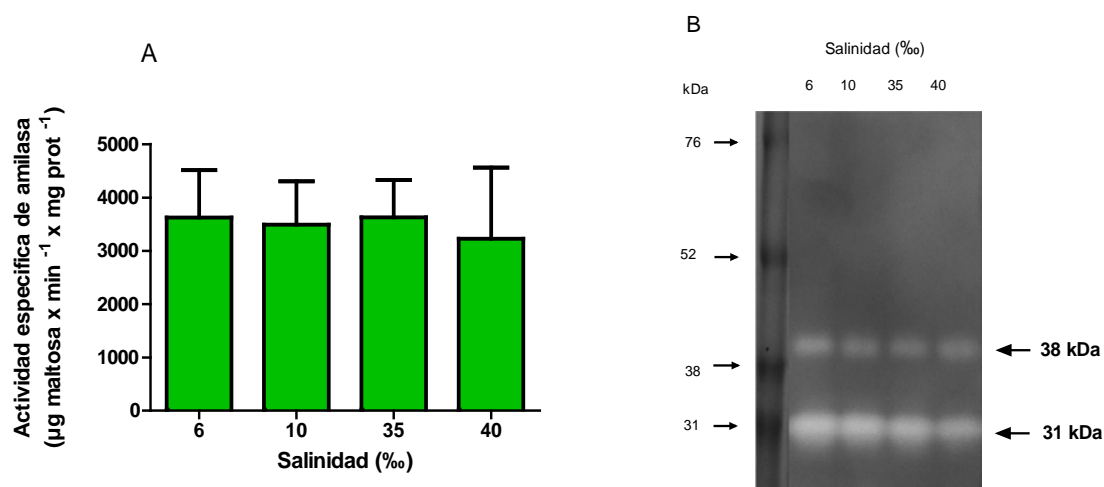 A
Actividad especifica de amilasa
(µg maltosa x min -1 x mg prot -1)
5000
4000
3000
2000
1000
0
6 10 35 40
Salinidad (‰)
B
Salinidad (‰)
kDa 6 10 35 40
76
52
38
31
38 kDa
31 kDa